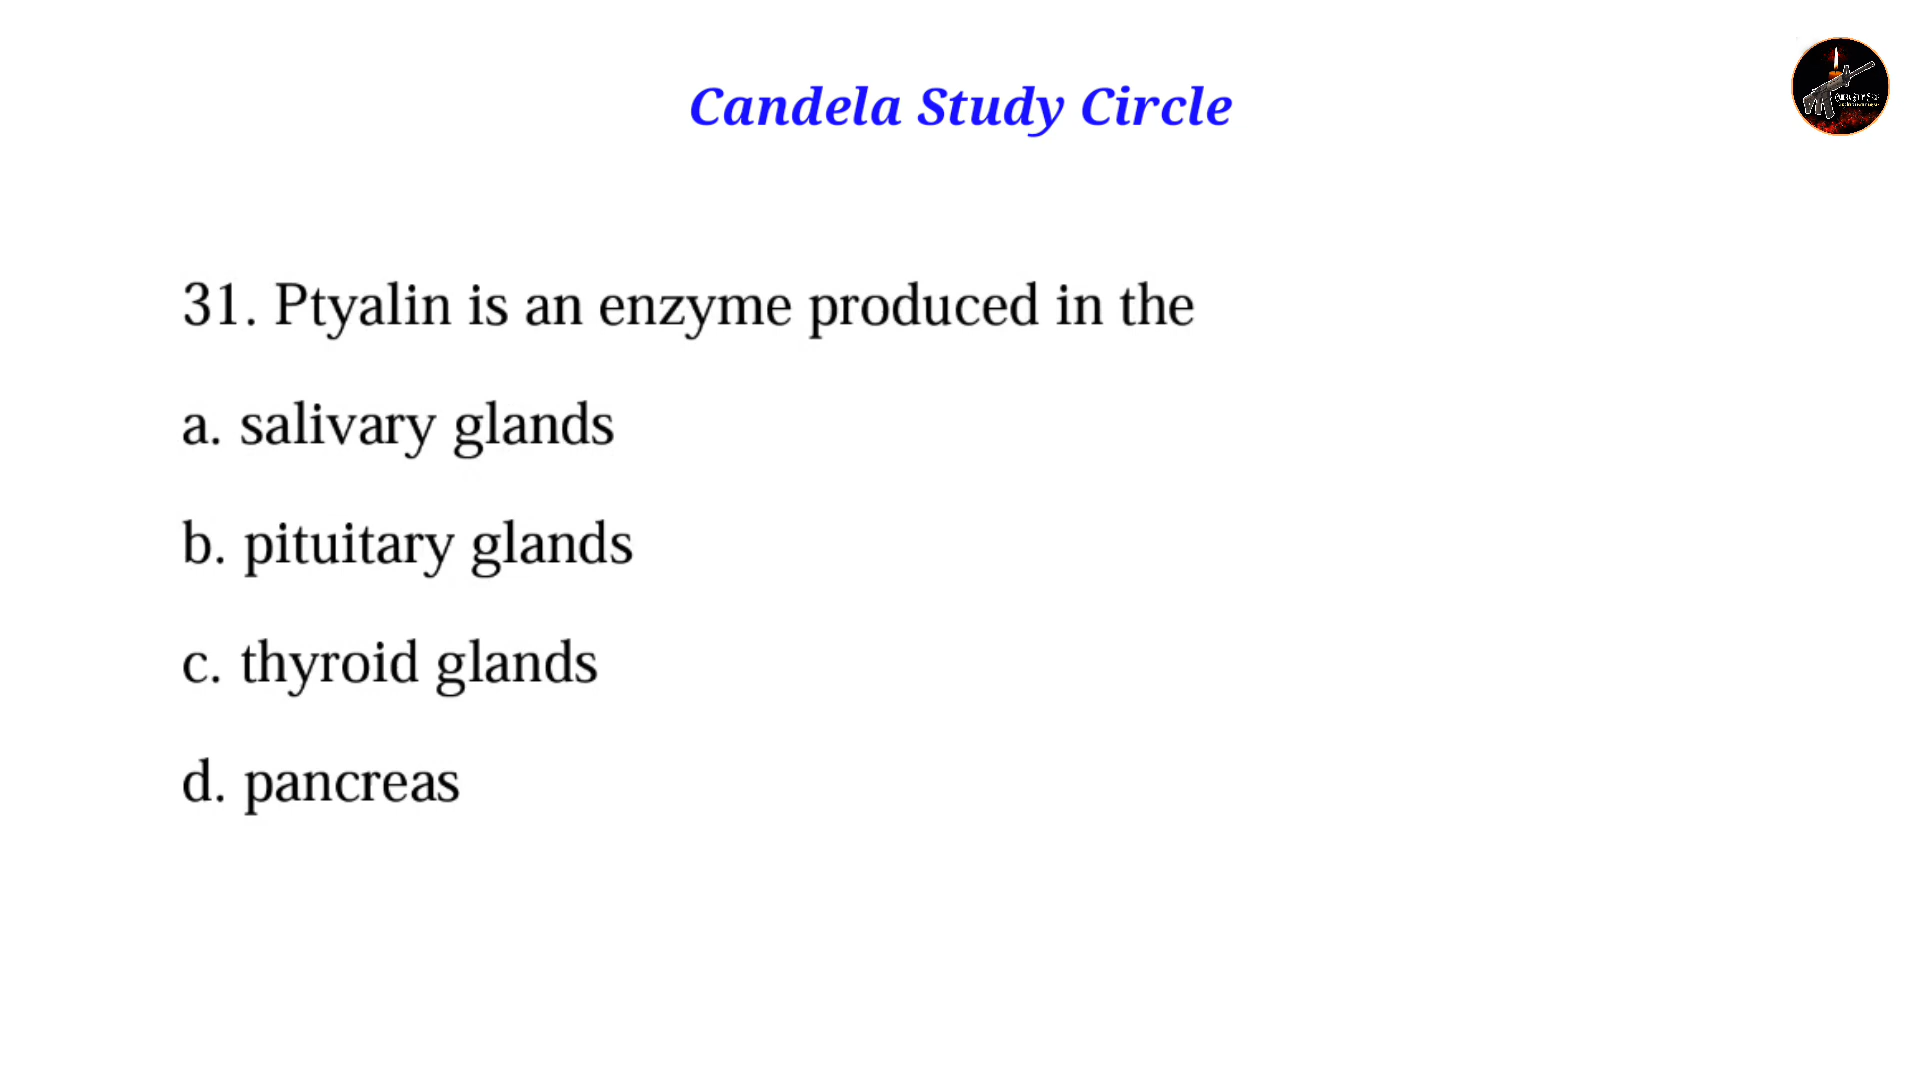 Candela Study Circle
31. Ptyalin is an enzyme produced in the
a. salivary glands
b. pituitary glands
c. thyroid glands
d. pancreas